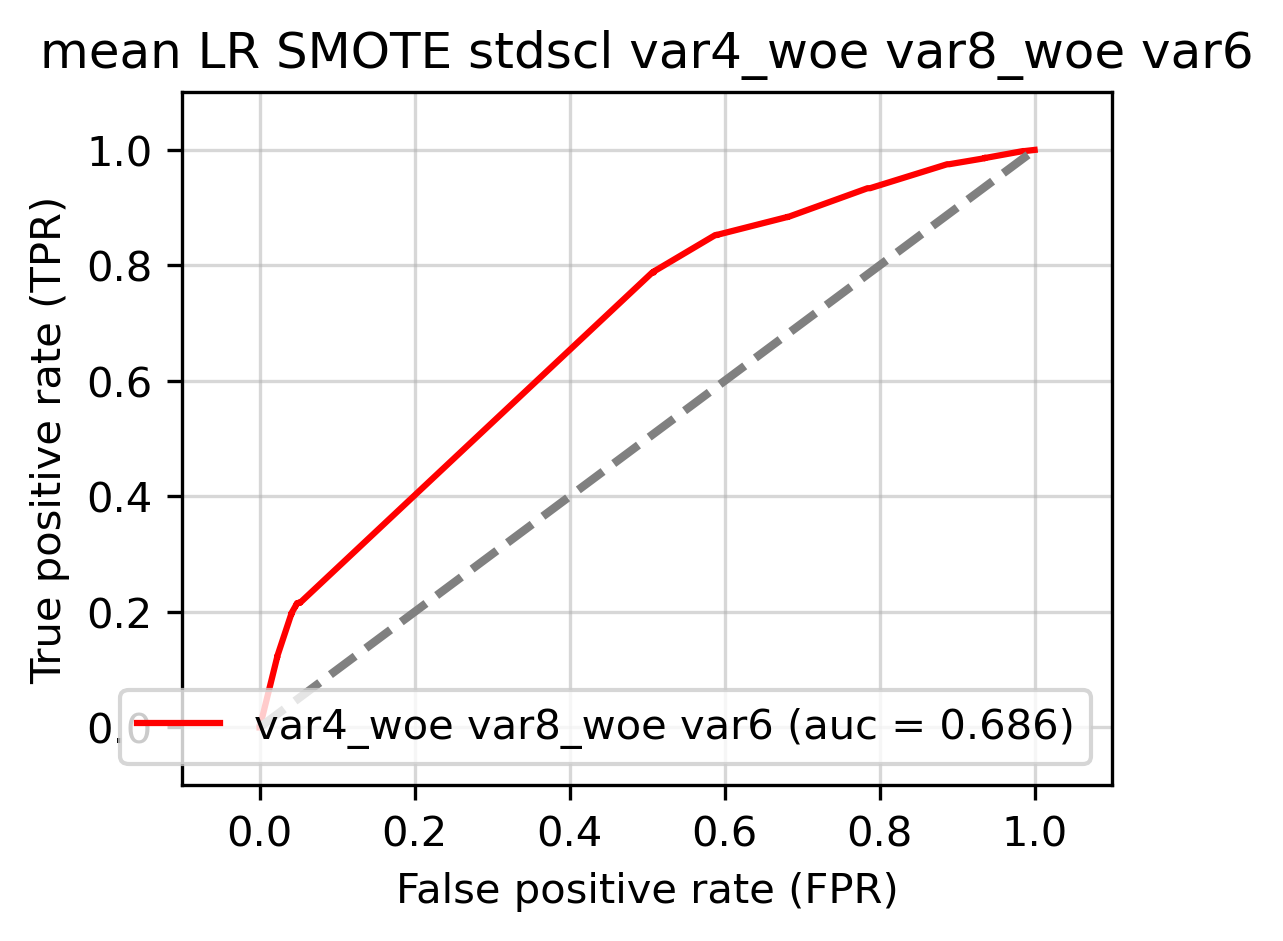 mean LR SMOTE stdscl var4_woe var8_woe var6
True positive rate (TPR)
1.0
0.8
0.6
0.4
0.2
0.0
var4_woe var8_woe var6 (auc = 0.686)
0.0 0.2 0.4 0.6 0.8 1.0
False positive rate (FPR)